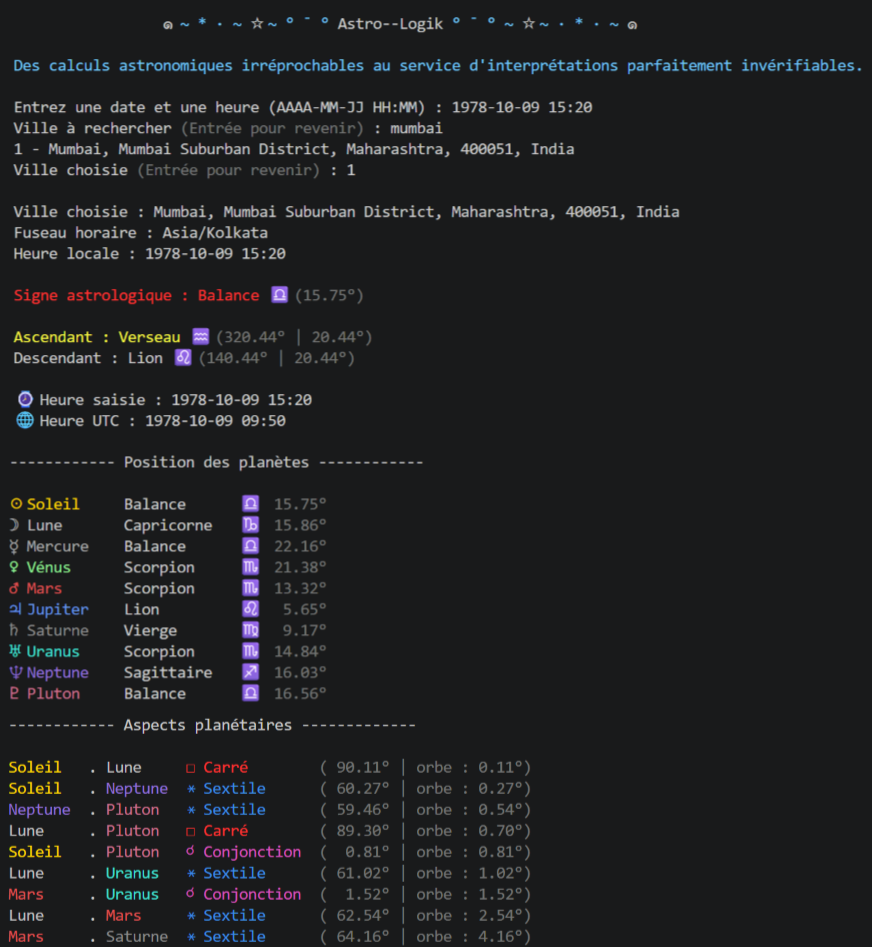 ๑ ~ * · ~ ☆ ~ ° ¯ ° Astro--Logik ° ¯ ° ~ ☆ ~ · * · ~ ๑
Des calculs astronomiques irréprochables au service d'interprétations parfaitement invérifiables.
Entrez une date et une heure (AAAA-MM-JJ HH:MM) : 1978-10-09 15:20
Ville à rechercher (Entrée pour revenir) : mumbai
1 - Mumbai, Mumbai Suburban District, Maharashtra, 400051, India
Ville choisie (Entrée pour revenir) : 1
Ville choisie : Mumbai, Mumbai Suburban District, Maharashtra, 400051, India
Fuseau horaire : Asia/Kolkata
Heure locale : 1978-10-09 15:20
Signe astrologique : Balance ♎ (15.75°)
Ascendant : Verseau ♒ (320.44° | 20.44°)
Descendant : Lion ♌ (140.44° | 20.44°)
⌚ Heure saisie : 1978-10-09 15:20
🌐 Heure UTC : 1978-10-09 09:50
------------ Position des planètes ------------
☉ Soleil Balance ♎ 15.75°
☽ Lune Capricorne ♑ 15.86°
☿ Mercure Balance ♎ 22.16°
♀ Vénus Scorpion ♏ 21.38°
♂ Mars Scorpion ♏ 13.32°
♃ Jupiter Lion ♌ 5.65°
♄ Saturne Vierge ♍ 9.17°
♅ Uranus Scorpion ♏ 14.84°
♆ Neptune Sagittaire ♐ 16.03°
♇ Pluton Balance ♎ 16.56°
------------ Aspects planétaires ------------
Soleil . Lune □ Carré ( 90.11° | orbe : 0.11°)
Soleil . Neptune ⚹ Sextile ( 60.27° | orbe : 0.27°)
Neptune . Pluton ⚹ Sextile ( 59.46° | orbe : 0.54°)
Lune . Pluton □ Carré ( 89.30° | orbe : 0.70°)
Soleil . Pluton ☌ Conjonction ( 0.81° | orbe : 0.81°)
Lune . Uranus ⚹ Sextile ( 61.02° | orbe : 1.02°)
Mars . Uranus ☌ Conjonction ( 1.52° | orbe : 1.52°)
Lune . Mars ⚹ Sextile ( 62.54° | orbe : 2.54°)
Mars . Saturne ⚹ Sextile ( 64.16° | orbe : 4.16°)